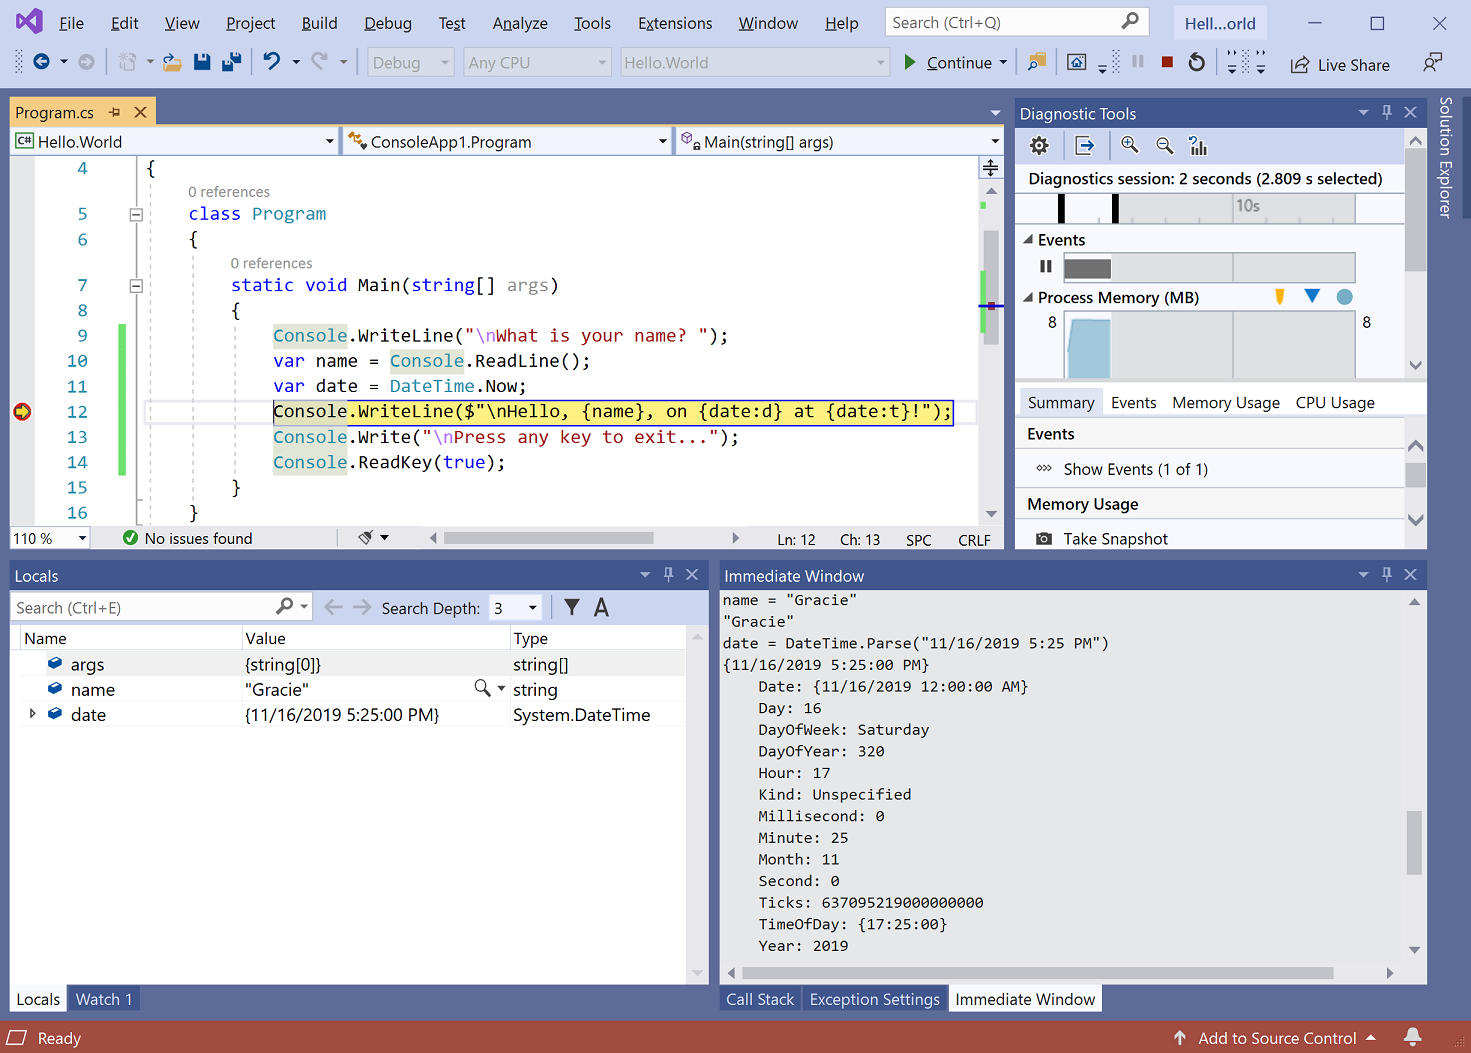 File Edit View Project Build Debug Test Analyze Tools Extensions Window Help Search (Ctrl+Q) Hell...orld
Debug Any CPU Hello.World Continue Live Share
Program.cs
C# Hello.World ConsoleApp1.Program Main(string[] args)
4 {
0 references
5 class Program
6 {
0 references
7 static void Main(string[] args)
8 {
9 Console.WriteLine("\nWhat is your name? ");
10 var name = Console.ReadLine();
11 var date = DateTime.Now;
12 Console.WriteLine($"\nHello, {name}, on {date:d} at {date:t}!");
13 Console.Write("\nPress any key to exit...");
14 Console.ReadKey(true);
15 }
16 }
110 % No issues found Ln: 12 Ch: 13 SPC CRLF
Diagnostic Tools
Diagnostics session: 2 seconds (2.809 s selected)
10s
Events
Process Memory (MB)
8 8
Summary Events Memory Usage CPU Usage
Events
Show Events (1 of 1)
Memory Usage
Take Snapshot
Solution Explorer
Locals
Search (Ctrl+E) Search Depth: 3 A
Name Value Type
args {string[0]} string[]
name "Gracie" string
date {11/16/2019 5:25:00 PM} System.DateTime
Locals Watch 1
Immediate Window
name = "Gracie"
"Gracie"
date = DateTime.Parse("11/16/2019 5:25 PM")
{11/16/2019 5:25:00 PM}
Date: {11/16/2019 12:00:00 AM}
Day: 16
DayOfWeek: Saturday
DayOfYear: 320
Hour: 17
Kind: Unspecified
Millisecond: 0
Minute: 25
Month: 11
Second: 0
Ticks: 637095219000000000
TimeOfDay: {17:25:00}
Year: 2019
Call Stack Exception Settings Immediate Window
Ready Add to Source Control